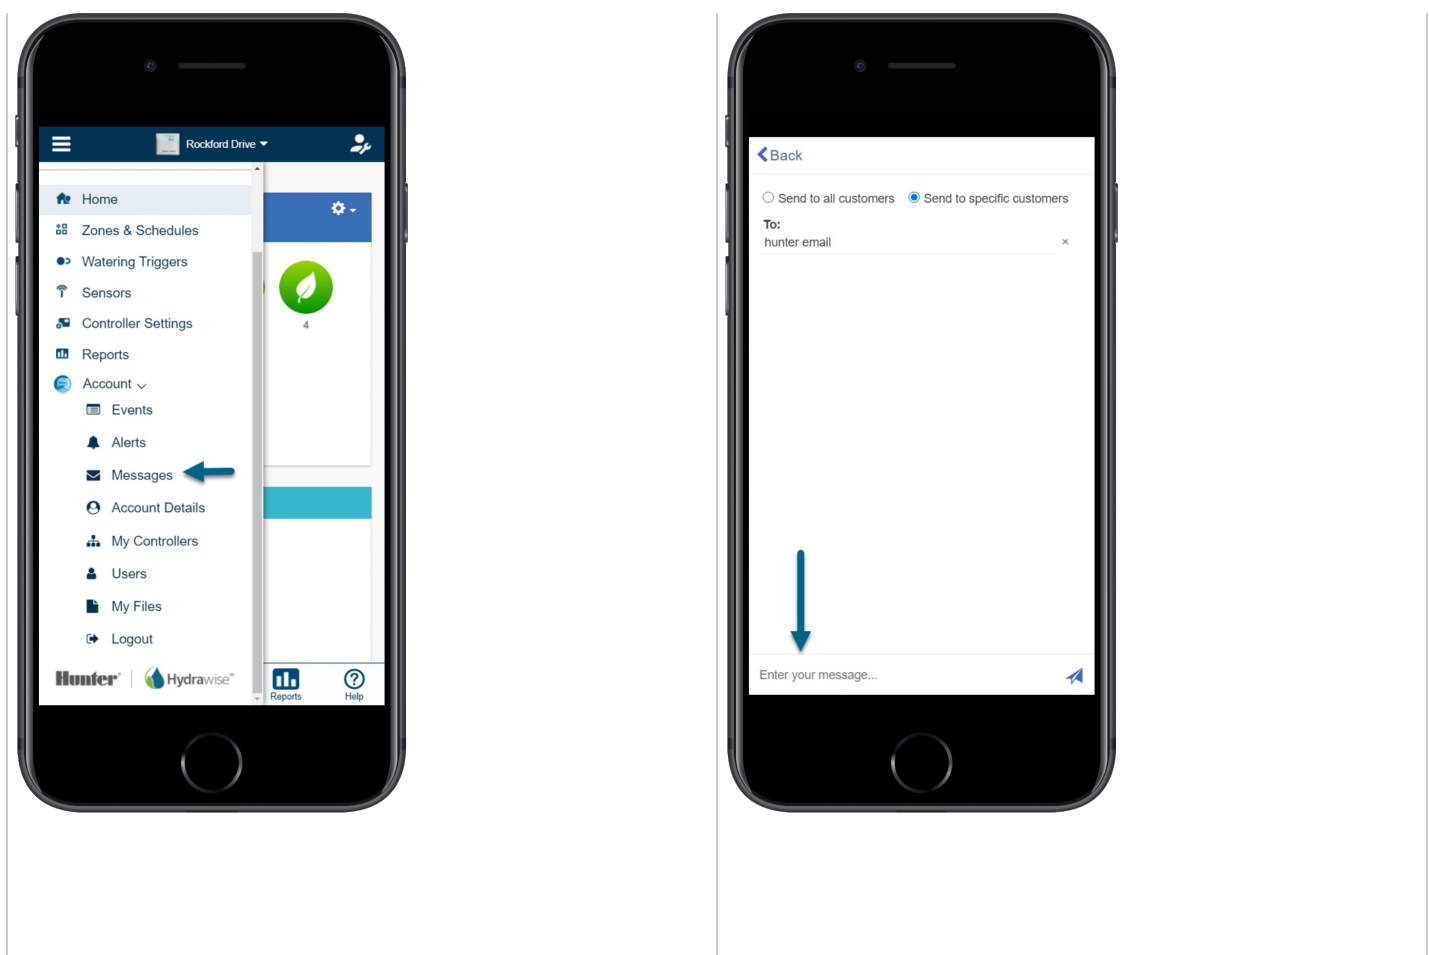 Rockford Drive
Home
Zones & Schedules
Watering Triggers
Sensors
Controller Settings
Reports
Account
Events
Alerts
Messages
Account Details
My Controllers
Users
My Files
Logout
Hunter® | Hydrawise™
4
Reports
Help
Back
Send to all customers Send to specific customers
To:
hunter email ×
Enter your message...